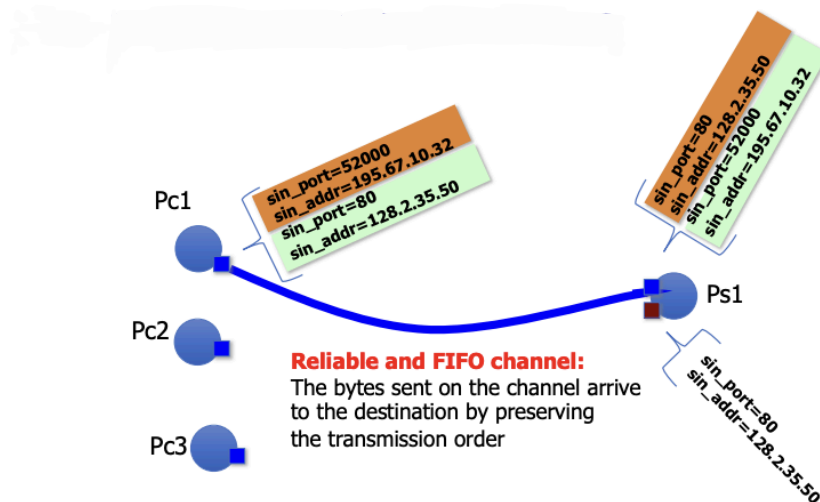 sin_port=80
sin_addr=128.2.35.50
sin_port=52000
sin_addr=195.67.10.32
sin_port=52000
sin_addr=195.67.10.32
sin_port=80
sin_addr=128.2.35.50
Pc1
Ps1
Pc2
Reliable and FIFO channel:
The bytes sent on the channel arrive
to the destination by preserving
the transmission order
sin_port=80
sin_addr=128.2.35.50
Pc3